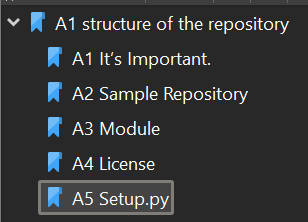 A1 structure of the repository
A1 It's Important.
A2 Sample Repository
A3 Module
A4 License
A5 Setup.py